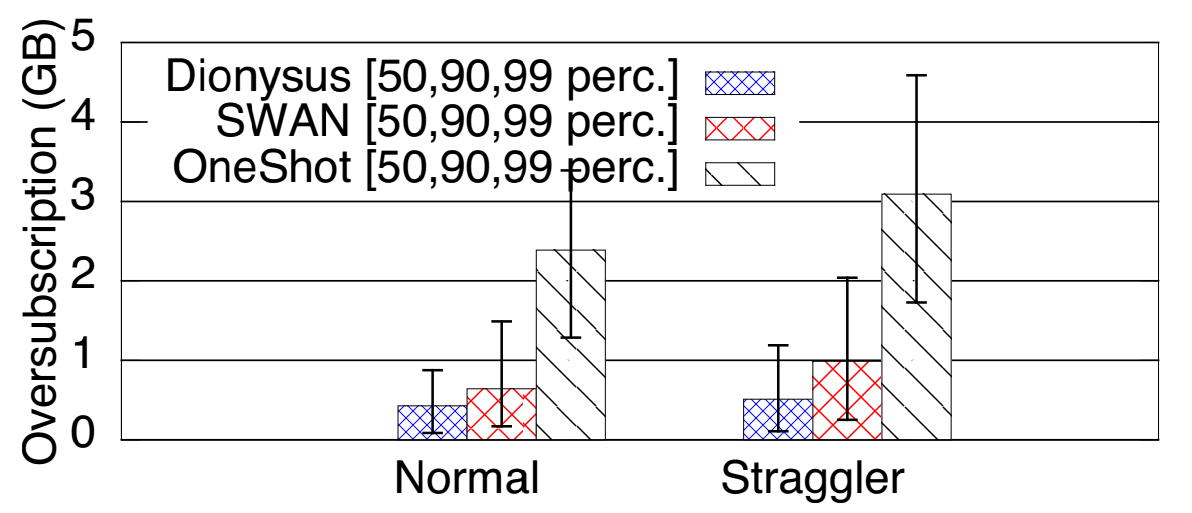 Oversubscription (GB)
5
4
3
2
1
0
Dionysus [50,90,99 perc.]
SWAN [50,90,99 perc.]
OneShot [50,90,99 perc.]
Normal
Straggler